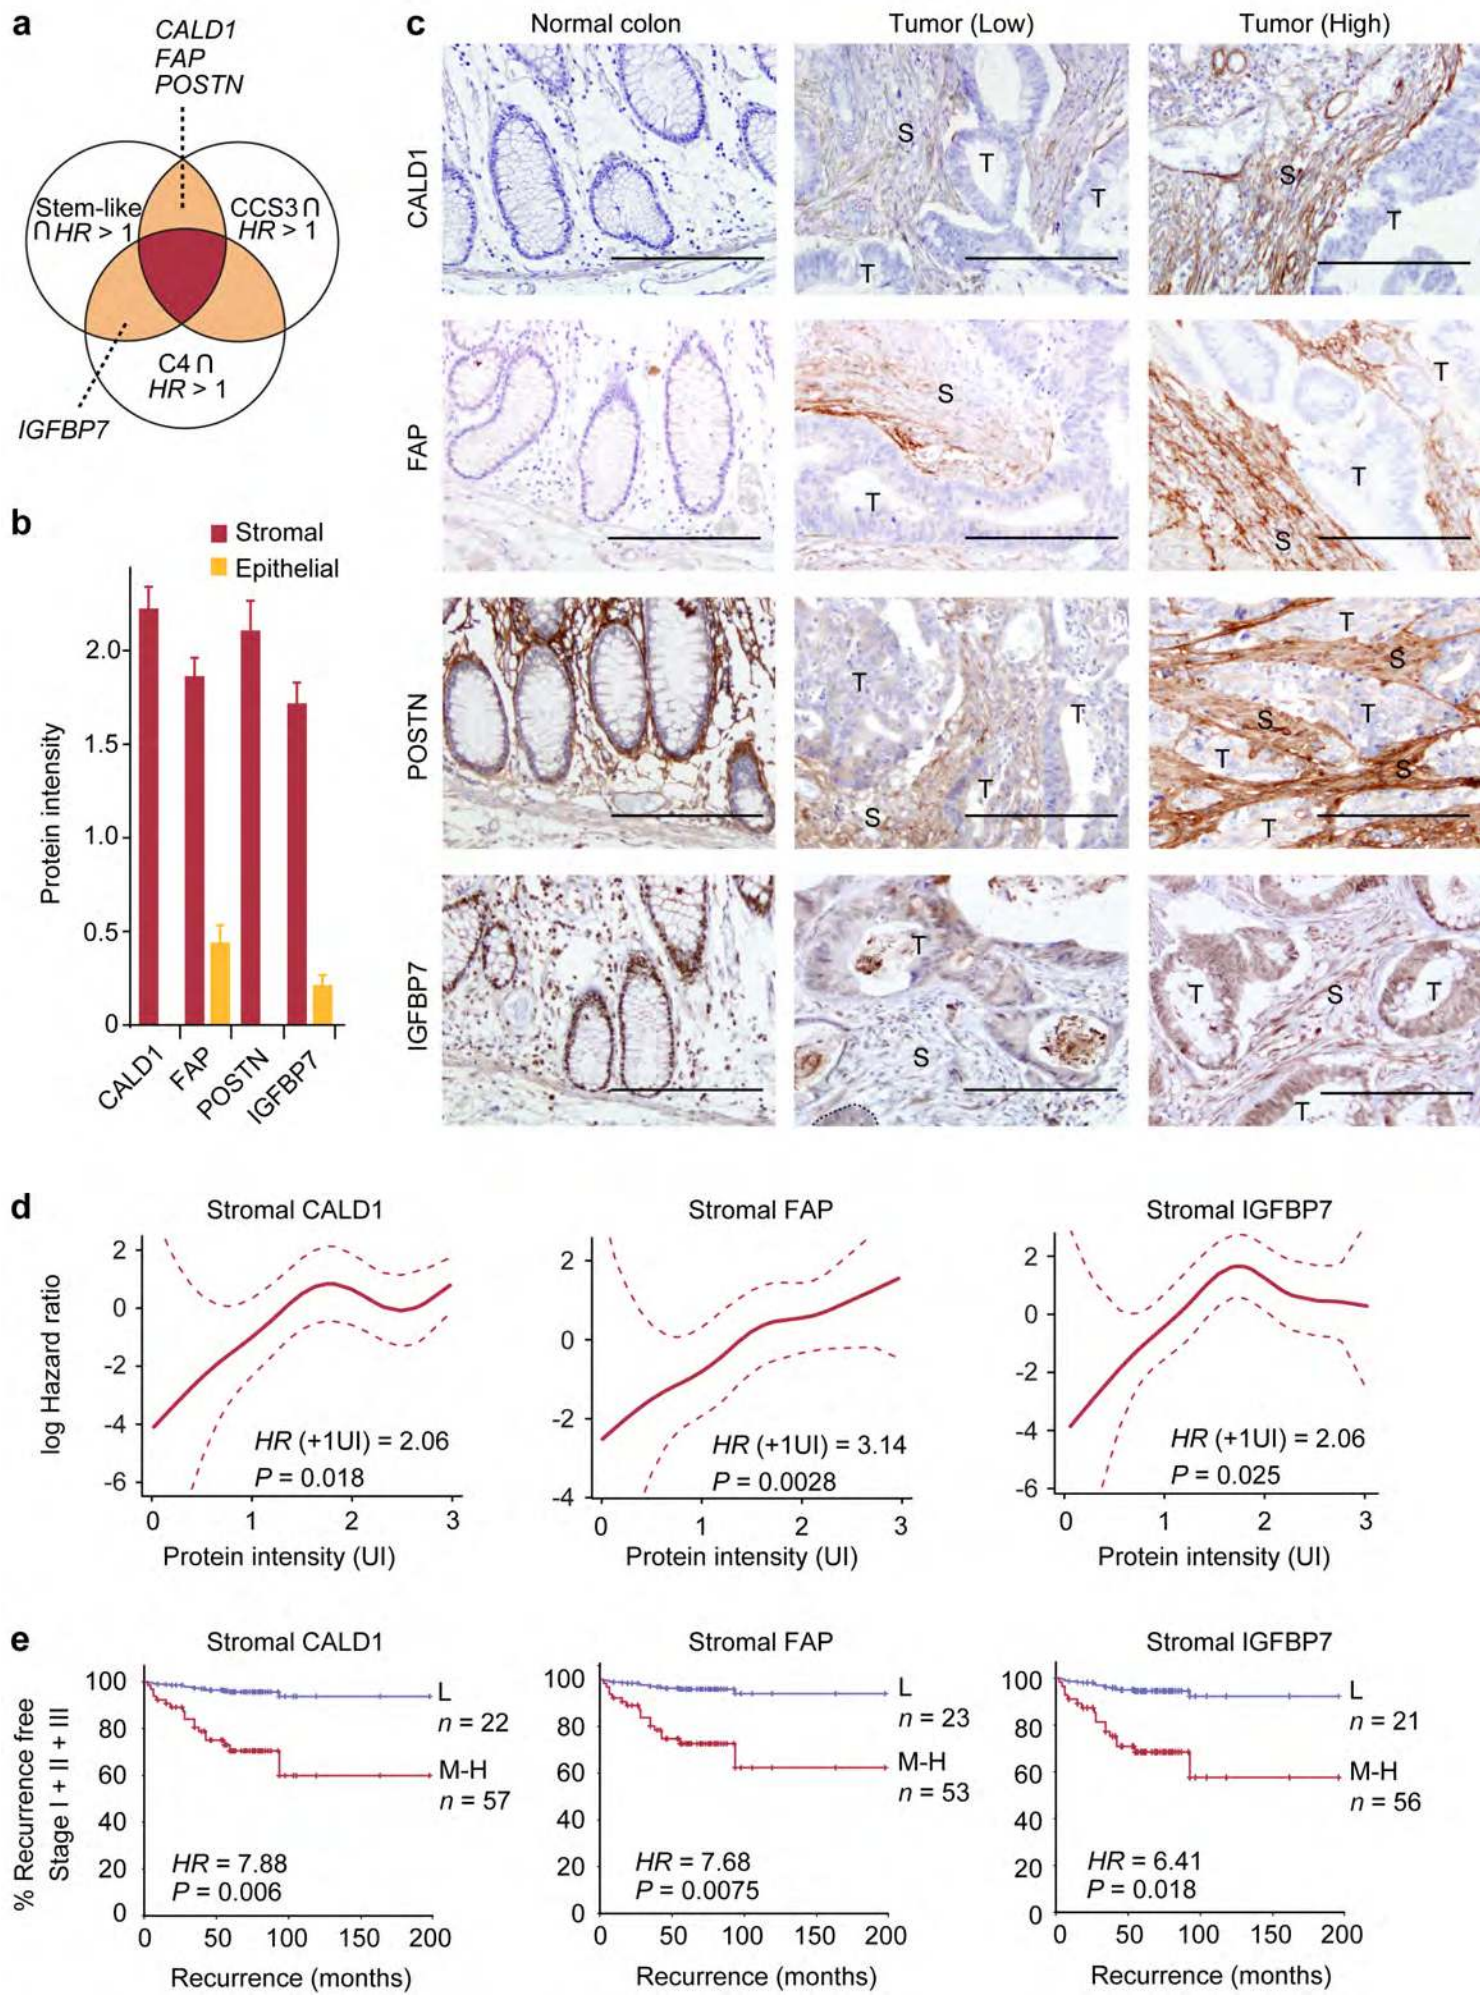 a
CALD1
FAP
POSTN
Stem-like
∩ HR > 1
CCS3 ∩
HR > 1
C4 ∩
HR > 1
IGFBP7
b
Stromal
Epithelial
Protein intensity
2.0
1.5
1.0
0.5
0
CALD1
FAP
POSTN
IGFBP7
c
Normal colon
Tumor (Low)
Tumor (High)
CALD1
S
T
T
T
S
T
FAP
S
T
T
T
S
POSTN
T
T
T
S
T
S
S
T
T
S
T
IGFBP7
T
S
T
S
T
T
d
Stromal CALD1
log Hazard ratio
2
0
-2
-4
-6
HR (+1UI) = 2.06
P = 0.018
0 1 2 3
Protein intensity (UI)
Stromal FAP
2
0
-2
-4
HR (+1UI) = 3.14
P = 0.0028
0 1 2 3
Protein intensity (UI)
Stromal IGFBP7
2
0
-2
-4
-6
HR (+1UI) = 2.06
P = 0.025
0 1 2 3
Protein intensity (UI)
e
Stromal CALD1
% Recurrence free
Stage I + II + III
100
80
60
40
20
0
L
n = 22
M-H
n = 57
HR = 7.88
P = 0.006
0 50 100 150 200
Recurrence (months)
Stromal FAP
100
80
60
40
20
0
L
n = 23
M-H
n = 53
HR = 7.68
P = 0.0075
0 50 100 150 200
Recurrence (months)
Stromal IGFBP7
100
80
60
40
20
0
L
n = 21
M-H
n = 56
HR = 6.41
P = 0.018
0 50 100 150 200
Recurrence (months)